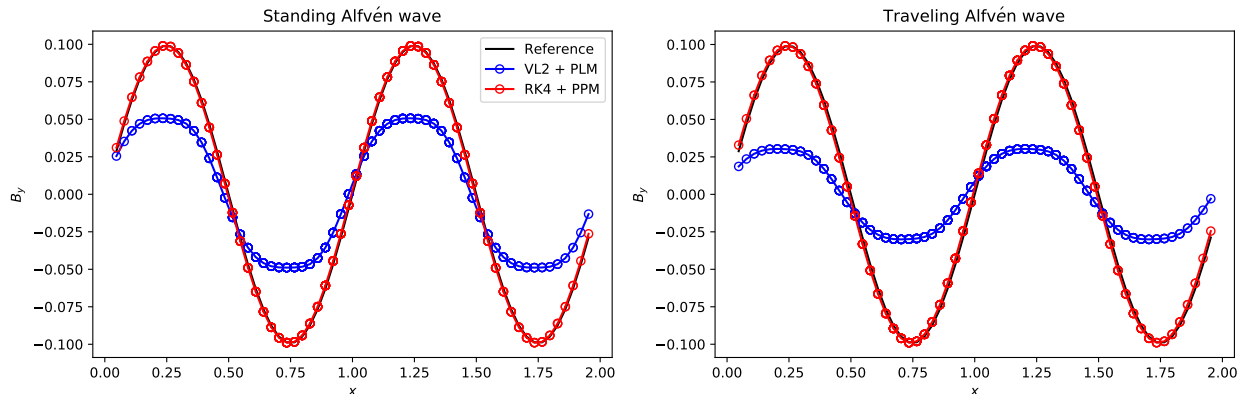 Standing Alfvén wave
Reference
VL2 + PLM
RK4 + PPM
0.100
0.075
0.050
0.025
0.000
−0.025
−0.050
−0.075
−0.100
B_y
0.00 0.25 0.50 0.75 1.00 1.25 1.50 1.75 2.00
x
Traveling Alfvén wave
0.100
0.075
0.050
0.025
0.000
−0.025
−0.050
−0.075
−0.100
B_y
0.00 0.25 0.50 0.75 1.00 1.25 1.50 1.75 2.00
x